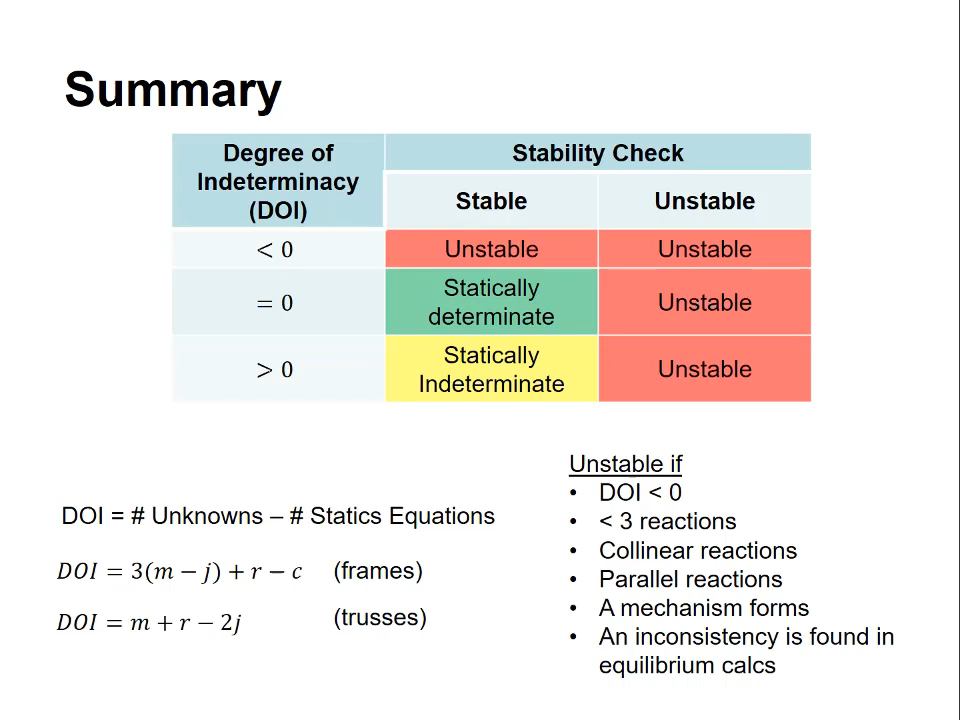 Summary
Degree of
Indeterminacy
(DOI)
Stability Check
Stable
Unstable
< 0
Unstable
Unstable
= 0
Statically
determinate
Unstable
> 0
Statically
Indeterminate
Unstable
DOI = # Unknowns – # Statics Equations
DOI = 3(m − j) + r − c (frames)
DOI = m + r − 2j (trusses)
Unstable if
• DOI < 0
• < 3 reactions
• Collinear reactions
• Parallel reactions
• A mechanism forms
• An inconsistency is found in
equilibrium calcs